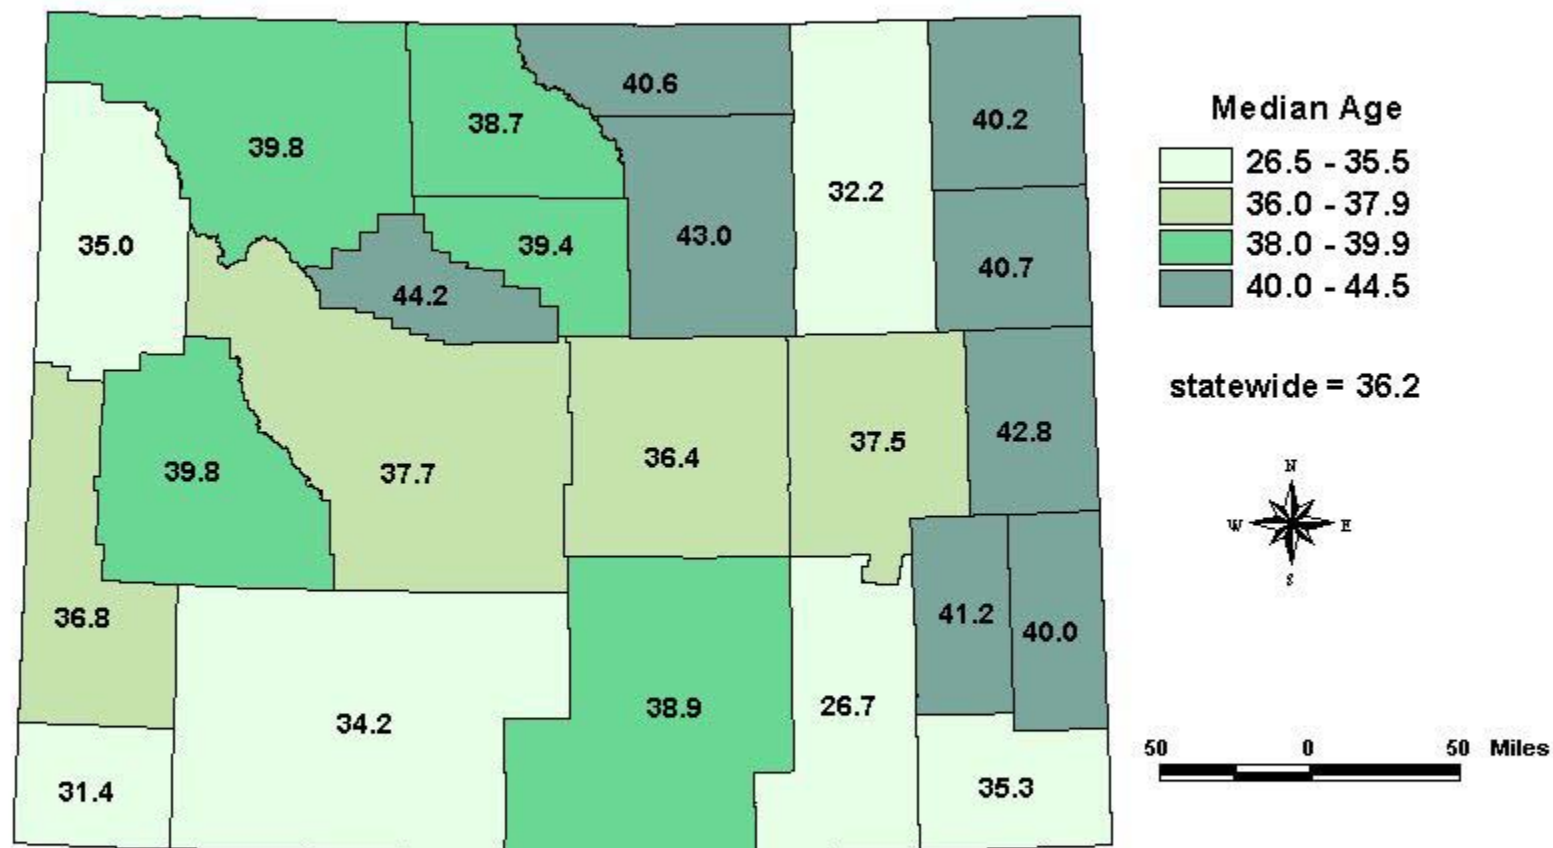 40.6
38.7
40.2
39.8
32.2
35.0
39.4
43.0
40.7
44.2
42.8
37.5
36.4
39.8
37.7
36.8
41.2
40.0
38.9
26.7
34.2
31.4
35.3
Median Age
26.5 - 35.5
36.0 - 37.9
38.0 - 39.9
40.0 - 44.5
statewide = 36.2
N
W E
S
50 0 50 Miles